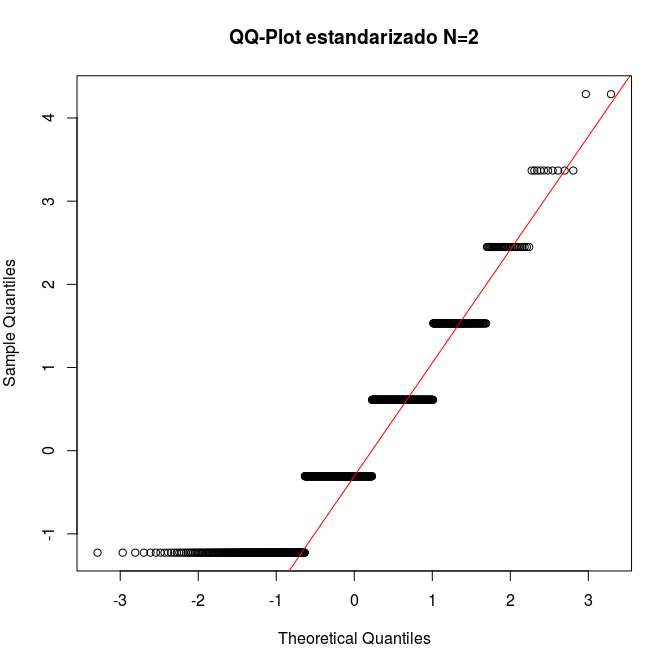 QQ-Plot estandarizado N=2
Sample Quantiles
4
3
2
1
0
-1
-3 -2 -1 0 1 2 3
Theoretical Quantiles